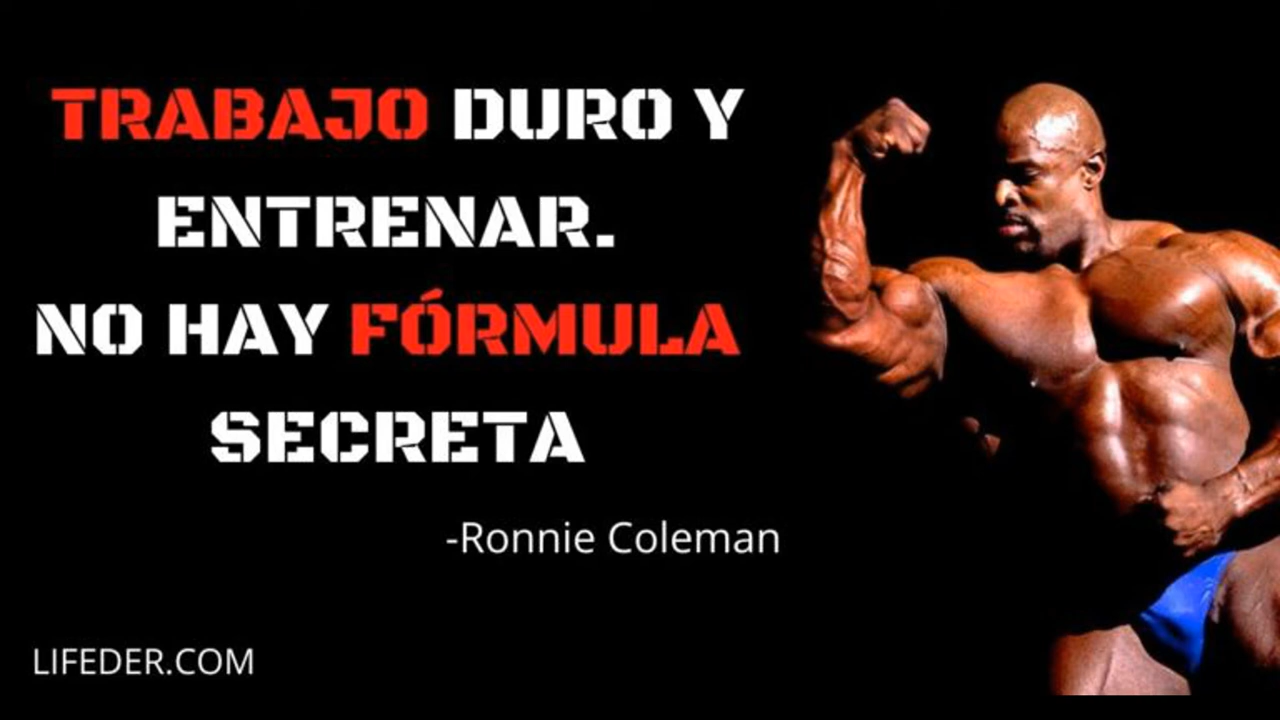 TRABAJO DURO Y
ENTRENAR.
NO HAY FÓRMULA
SECRETA
-Ronnie Coleman
LIFEDER.COM